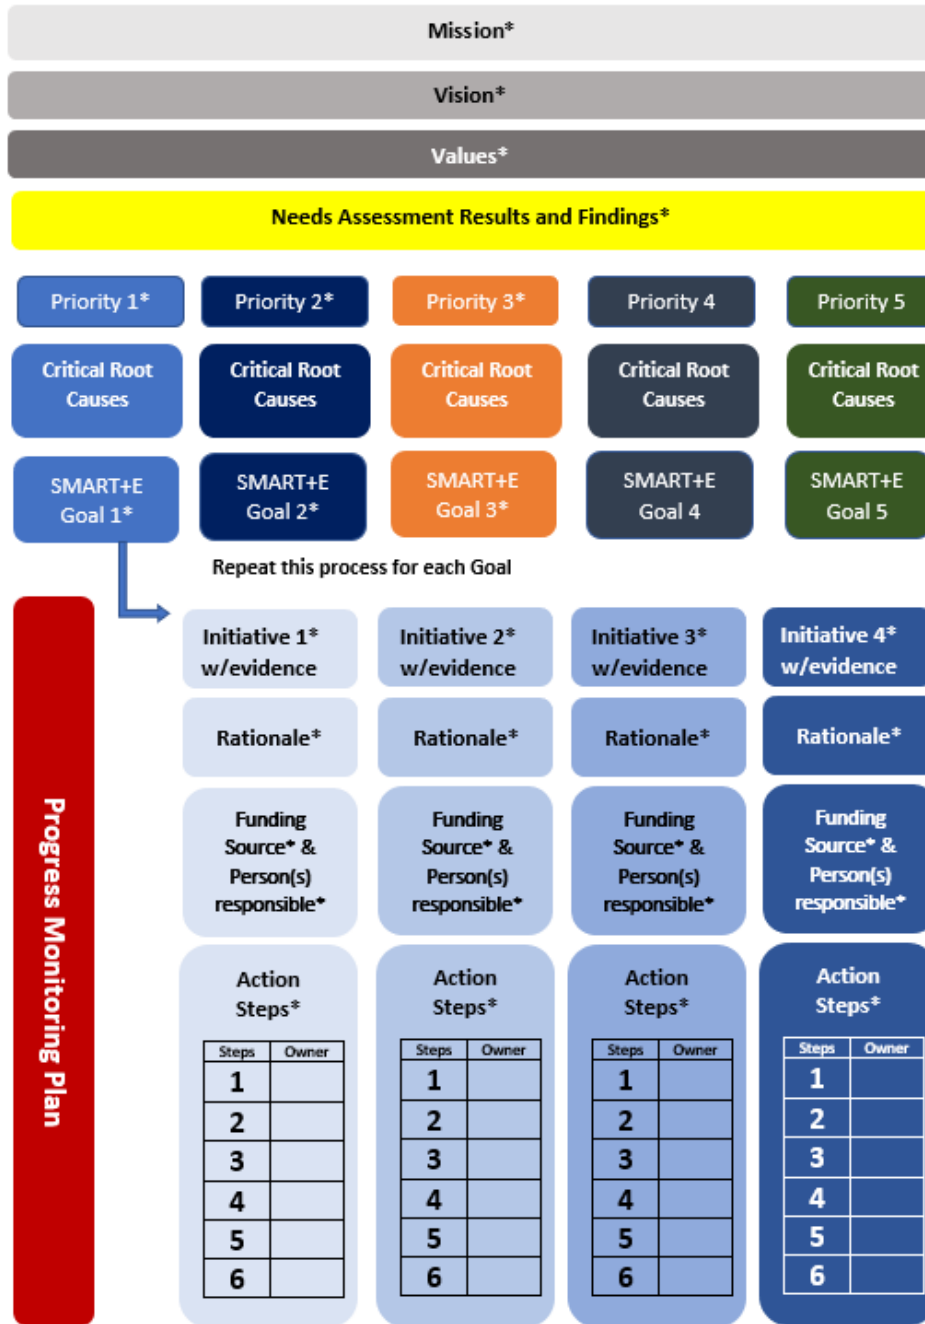 Mission*
Vision*
Values*
Needs Assessment Results and Findings*
Priority 1*
Priority 2*
Priority 3*
Priority 4
Priority 5
Critical Root
Causes
Critical Root
Causes
Critical Root
Causes
Critical Root
Causes
Critical Root
Causes
SMART+E
Goal 1*
SMART+E
Goal 2*
SMART+E
Goal 3*
SMART+E
Goal 4
SMART+E
Goal 5
Repeat this process for each Goal
Progress Monitoring Plan
Initiative 1*
w/evidence
Initiative 2*
w/evidence
Initiative 3*
w/evidence
Initiative 4*
w/evidence
Rationale*
Rationale*
Rationale*
Rationale*
Funding
Source* &
Person(s)
responsible*
Funding
Source* &
Person(s)
responsible*
Funding
Source* &
Person(s)
responsible*
Funding
Source* &
Person(s)
responsible*
Action
Steps*
Steps Owner
1
2
3
4
5
6
Action
Steps*
Steps Owner
1
2
3
4
5
6
Action
Steps*
Steps Owner
1
2
3
4
5
6
Action
Steps*
Steps Owner
1
2
3
4
5
6